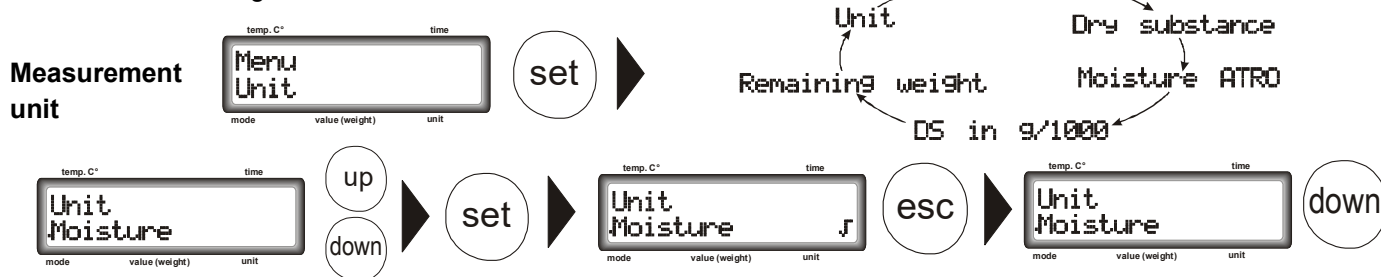 Measurement
unit
temp. C° time
Menu
Unit
mode value (weight) unit
set
Unit
Dry substance
Moisture ATRO
DS in g/1000
Remaining weight
temp. C° time
Unit
Moisture
mode value (weight) unit
up
down
set
temp. C° time
Unit
Moisture
mode value (weight) unit
esc
temp. C° time
Unit
Moisture
mode value (weight) unit
down